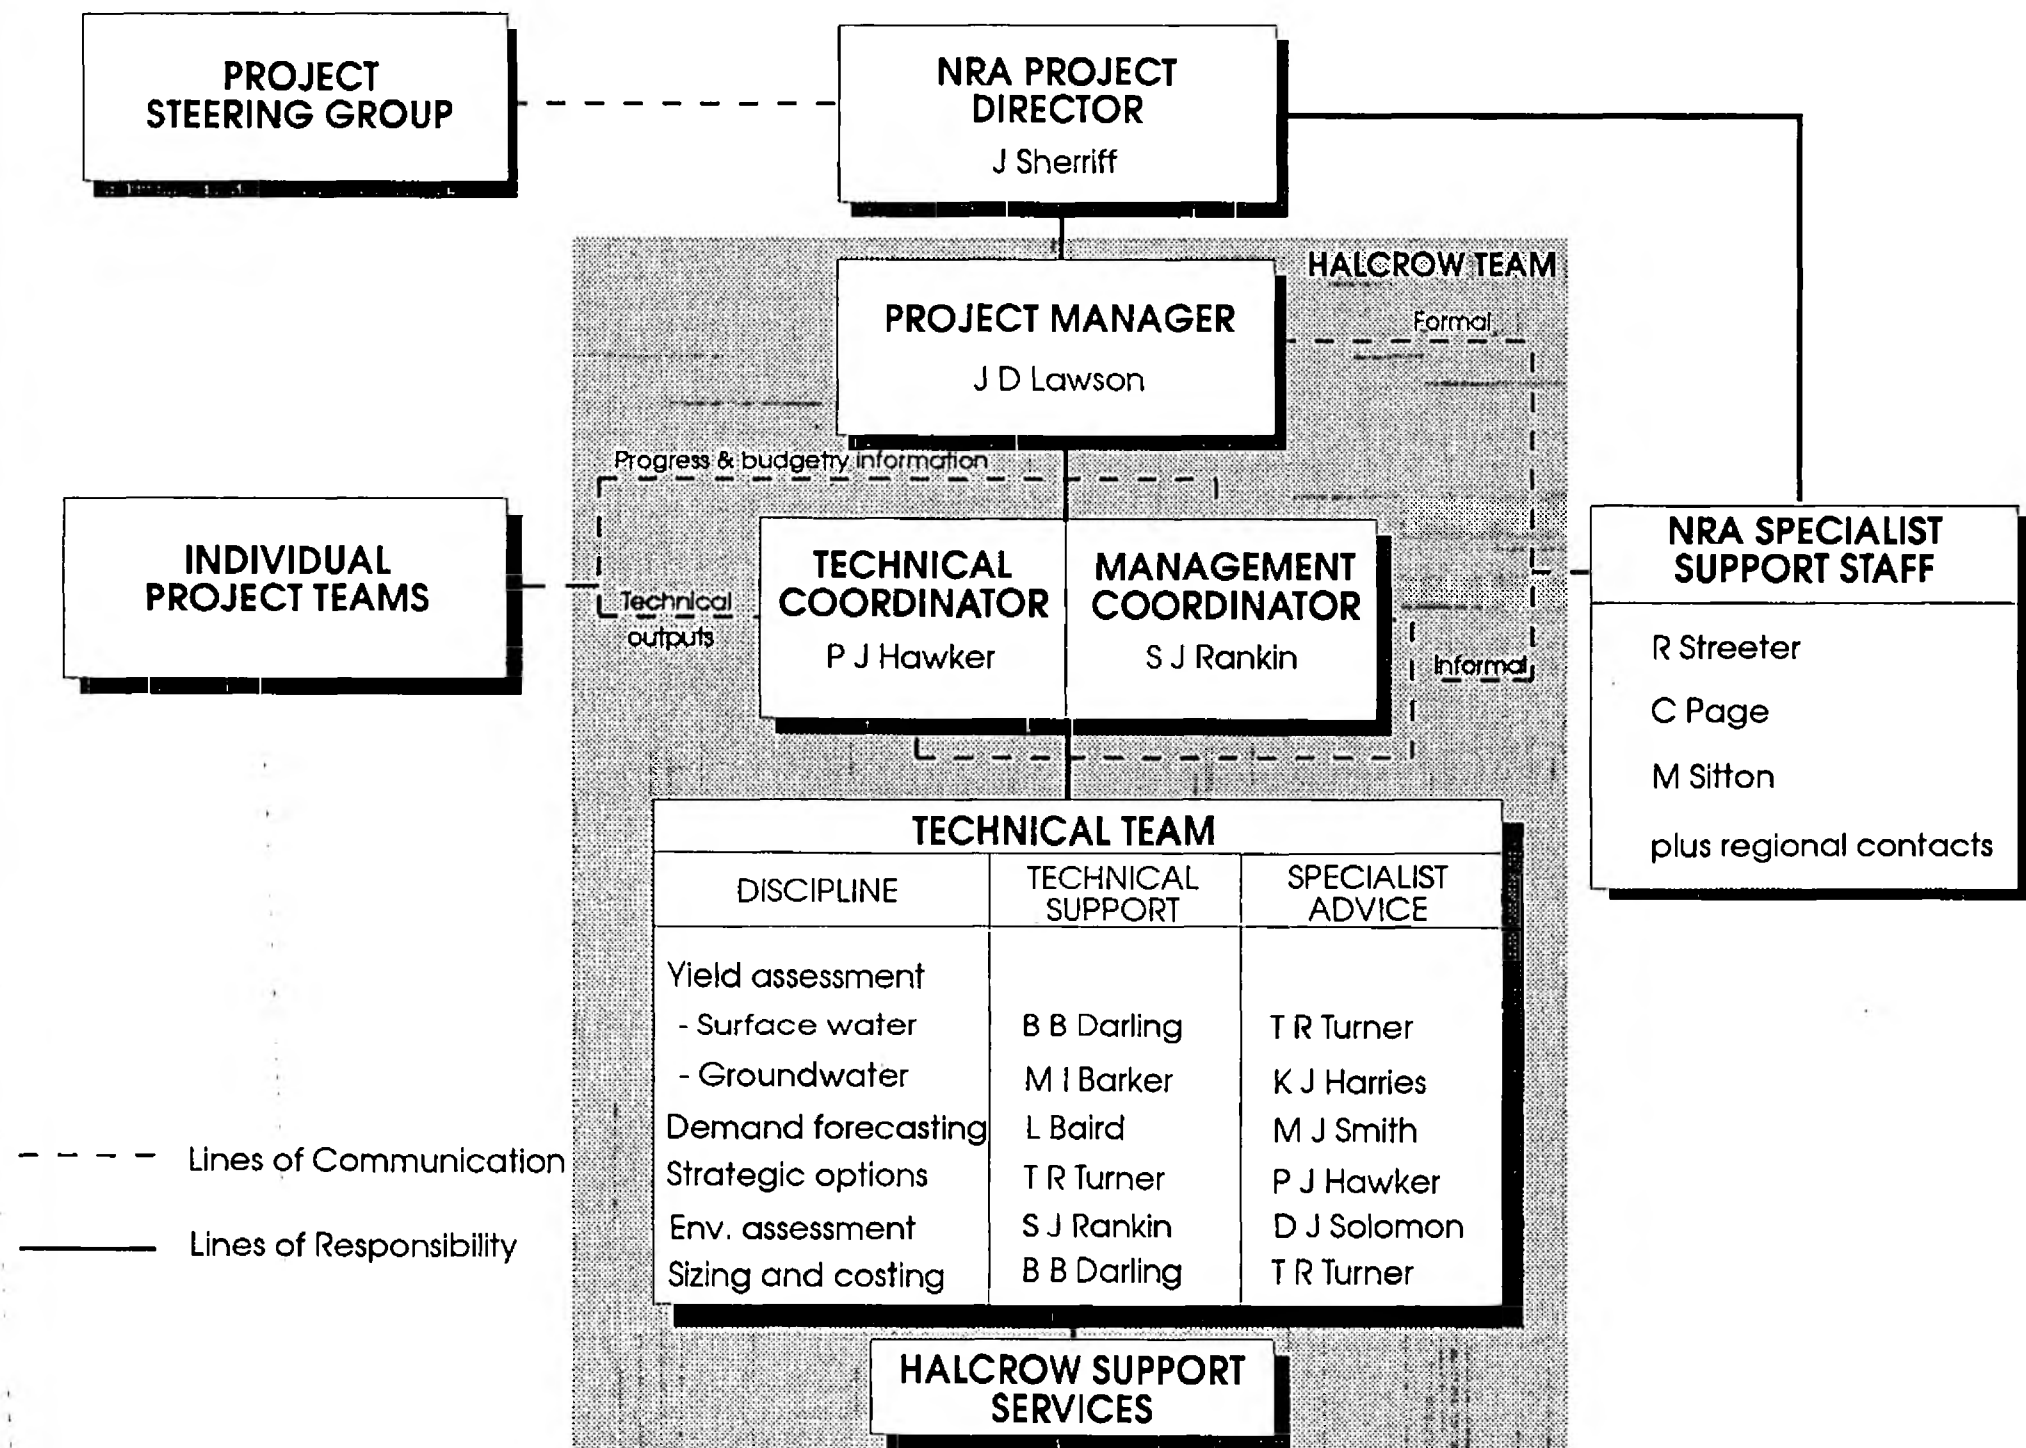 PROJECT
STEERING GROUP
NRA PROJECT
DIRECTOR
J Sherriff
HALCROW TEAM
PROJECT MANAGER
J D Lawson
Formal
Progress & budgetry information
INDIVIDUAL
PROJECT TEAMS
Technical
outputs
TECHNICAL
COORDINATOR
P J Hawker
MANAGEMENT
COORDINATOR
S J Rankin
Informal
NRA SPECIALIST
SUPPORT STAFF
R Streeter
C Page
M Sitton
plus regional contacts
TECHNICAL TEAM
DISCIPLINE
TECHNICAL
SUPPORT
SPECIALIST
ADVICE
Yield assessment
- Surface water B B Darling T R Turner
- Groundwater M I Barker K J Harries
Demand forecasting L Baird M J Smith
Strategic options T R Turner P J Hawker
Env. assessment S J Rankin D J Solomon
Sizing and costing B B Darling T R Turner
Lines of Communication
Lines of Responsibility
HALCROW SUPPORT
SERVICES